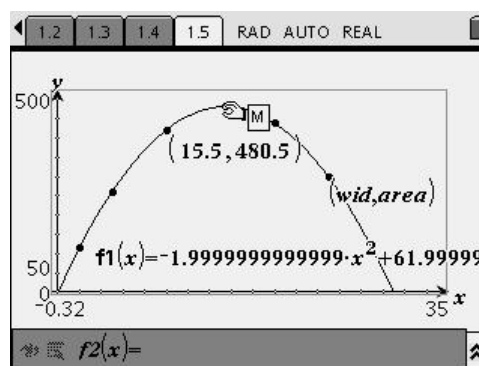 1.2 1.3 1.4 1.5 RAD AUTO REAL
y
500
M
(15.5,480.5)
(wid,area)
f1(x)=-1.9999999999999·x²+61.99999
50
0
-0.32
35
x
f2(x)=